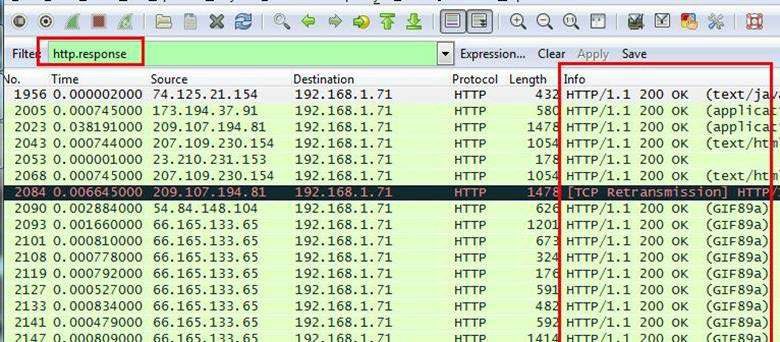 Filter: http.response Expression... Clear Apply Save
No. Time Source Destination Protocol Length Info
1956 0.000002000 74.125.21.154 192.168.1.71 HTTP 432 HTTP/1.1 200 OK (text/java
2005 0.000745000 173.194.37.91 192.168.1.71 HTTP 580 HTTP/1.1 200 OK (applicat
2023 0.038191000 209.107.194.81 192.168.1.71 HTTP 1478 HTTP/1.1 200 OK (applicat
2043 0.000744000 207.109.230.154 192.168.1.71 HTTP 1054 HTTP/1.1 200 OK (text/html
2053 0.000001000 23.210.231.153 192.168.1.71 HTTP 178 HTTP/1.1 200 OK
2068 0.000745000 207.109.230.154 192.168.1.71 HTTP 1054 HTTP/1.1 200 OK (text/html
2084 0.006645000 209.107.194.81 192.168.1.71 HTTP 1478 [TCP Retransmission] HTTP/
2090 0.002884000 54.84.148.104 192.168.1.71 HTTP 626 HTTP/1.1 200 OK (GIF89a)
2093 0.001660000 66.165.133.65 192.168.1.71 HTTP 1201 HTTP/1.1 200 OK (GIF89a)
2101 0.000810000 66.165.133.65 192.168.1.71 HTTP 673 HTTP/1.1 200 OK (GIF89a)
2108 0.000778000 66.165.133.65 192.168.1.71 HTTP 324 HTTP/1.1 200 OK (GIF89a)
2119 0.000792000 66.165.133.65 192.168.1.71 HTTP 176 HTTP/1.1 200 OK (GIF89a)
2127 0.000527000 66.165.133.65 192.168.1.71 HTTP 591 HTTP/1.1 200 OK (GIF89a)
2133 0.000834000 66.165.133.65 192.168.1.71 HTTP 482 HTTP/1.1 200 OK (GIF89a)
2141 0.000479000 66.165.133.65 192.168.1.71 HTTP 592 HTTP/1.1 200 OK (GIF89a)
2147 0.000809000 66.165.133.65 192.168.1.71 HTTP 1414 HTTP/1.1 200 OK (GIF89a)